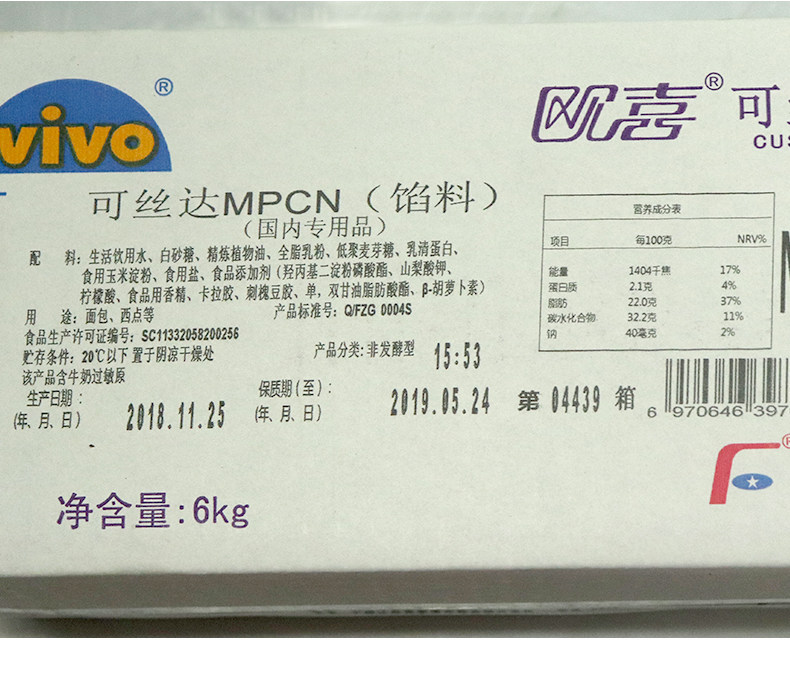 vivo®
欧喜® 可
CUS
可丝达MPCN（馅料）
（国内专用品）
配 料：生活饮用水、白砂糖、精炼植物油、全脂乳粉、低聚麦芽糖、乳清蛋白、
食用玉米淀粉、食用盐、食品添加剂（羟丙基二淀粉磷酸酯、山梨酸钾、
柠檬酸、食品用香精、卡拉胶、刺槐豆胶、单，双甘油脂肪酸酯、β-胡萝卜素）
用 途：面包、西点等 产品标准号：Q/FZG 0004S
食品生产许可证编号：SC11332058200256
贮存条件：20℃以下 置于阴凉干燥处 产品分类：非发酵型 15:53
该产品含牛奶过敏原
生产日期： 保质期（至）：
（年、月、日） 2018.11.25 （年、月、日） 2019.05.24 第 04439 箱
净含量:6kg
营养成分表
项目 每100克 NRV%
能量 1404千焦 17%
蛋白质 2.1克 4%
脂肪 22.0克 37%
碳水化合物 32.2克 11%
钠 40毫克 2%
6 970646 397
F®